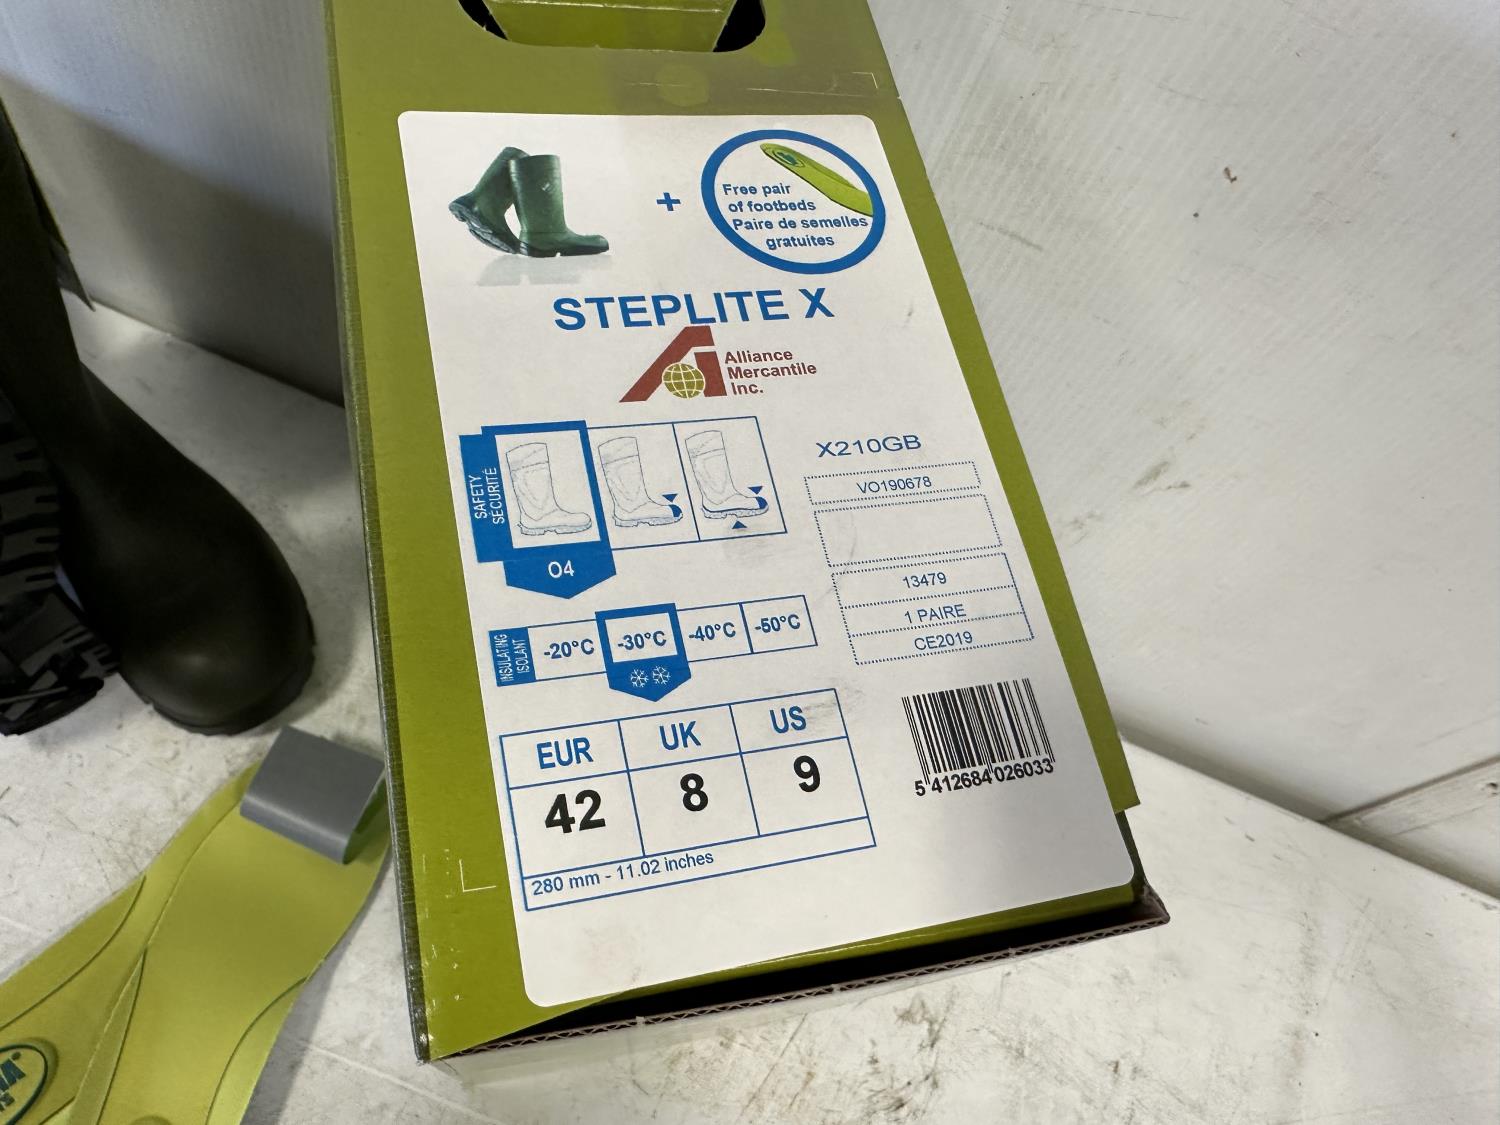 Free pair
of footbeds
Paire de semelles
gratuites
+
STEPLITE X
Alliance
Mercantile
Inc.
SAFETY
SÉCURITÉ
O4
X210GB
VO190678
13479
1 PAIRE
CE2019
INSULATING
ISOLANT
-20°C -30°C -40°C -50°C
EUR UK US
42 8 9
280 mm - 11.02 inches
5 412684 026033